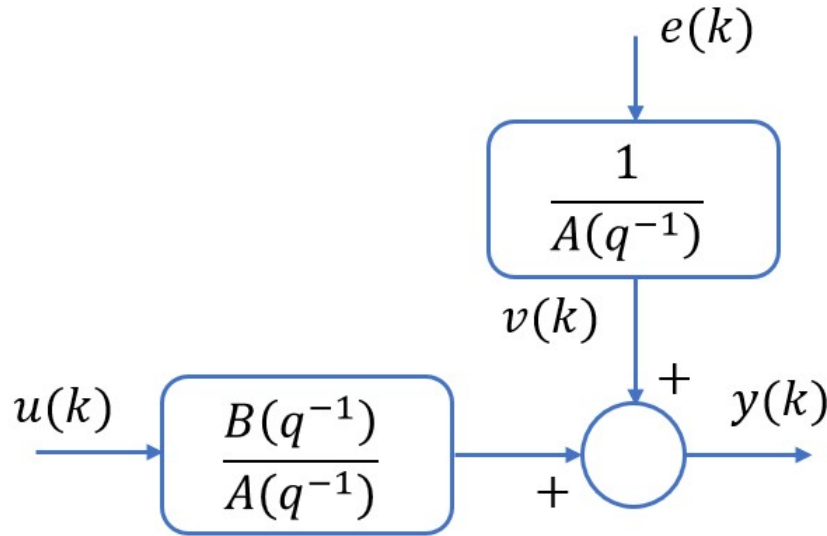 e(k)
1
A(q⁻¹)
v(k)
+
u(k)
B(q⁻¹)
A(q⁻¹)
+
y(k)